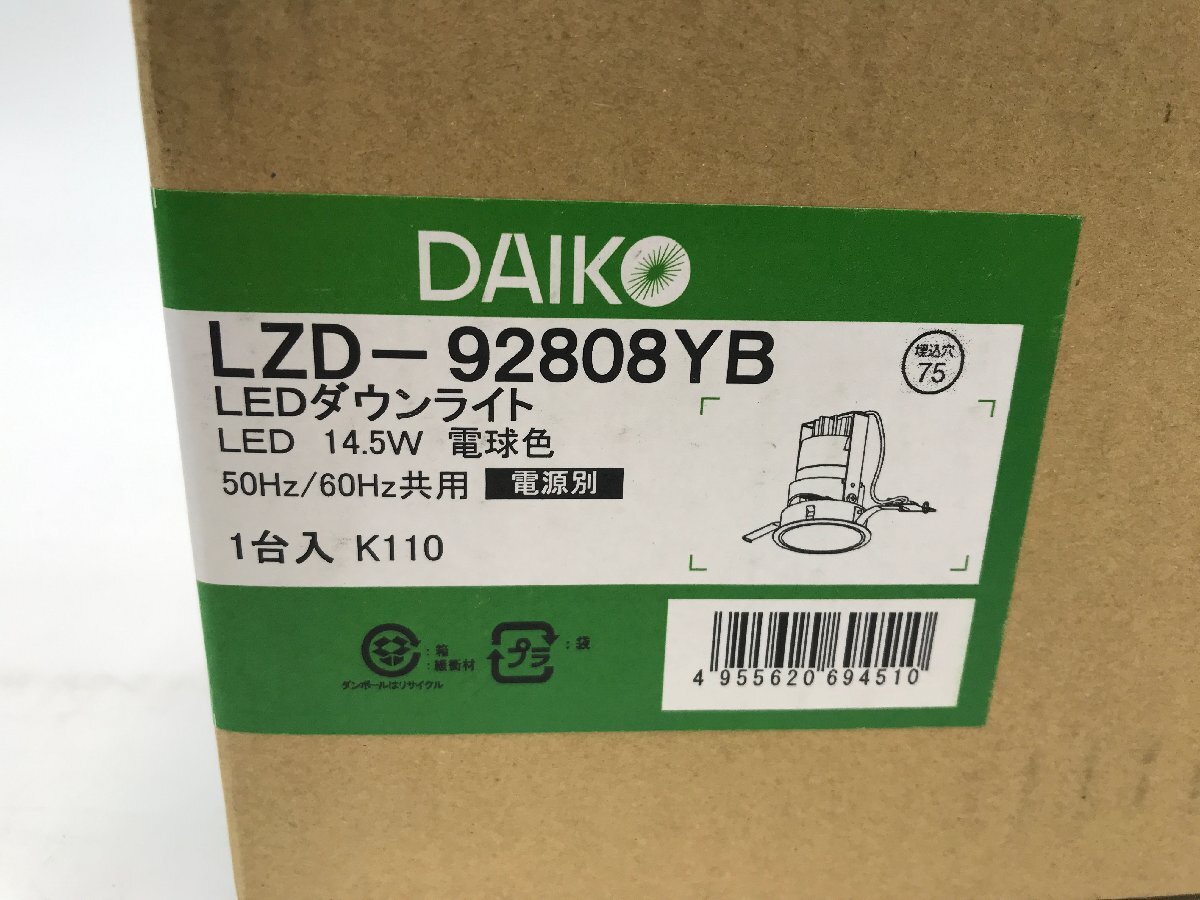 DAIKO
LZD-92808YB
埋込穴
75
LEDダウンライト
LED 14.5W 電球色
50Hz/60Hz共用 電源別
1台入 K110
:箱
:緩衝材
ダンボールはリサイクル
プラ
:袋
4 955620 694510